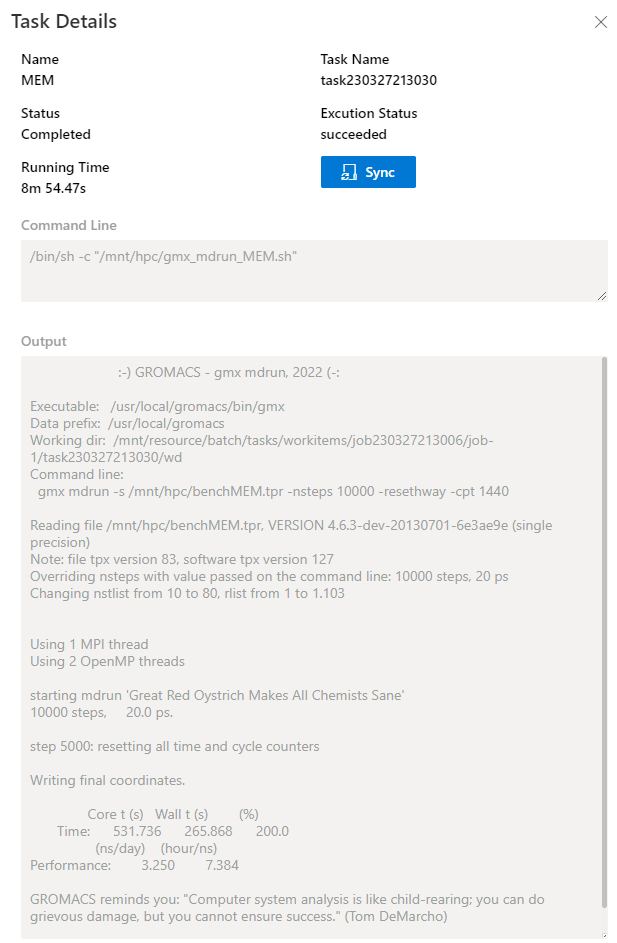 Task Details
Name
MEM
Task Name
task230327213030
Status
Completed
Excution Status
succeeded
Running Time
8m 54.47s
Sync
Command Line
/bin/sh -c "/mnt/hpc/gmx_mdrun_MEM.sh"
Output
:-) GROMACS - gmx mdrun, 2022 (-:
Executable:   /usr/local/gromacs/bin/gmx
Data prefix:  /usr/local/gromacs
Working dir:  /mnt/resource/batch/tasks/workitems/job230327213006/job-
1/task230327213030/wd
Command line:
gmx mdrun -s /mnt/hpc/benchMEM.tpr -nsteps 10000 -resethway -cpt 1440
Reading file /mnt/hpc/benchMEM.tpr, VERSION 4.6.3-dev-20130701-6e3ae9e (single
precision)
Note: file tpx version 83, software tpx version 127
Overriding nsteps with value passed on the command line: 10000 steps, 20 ps
Changing nstlist from 10 to 80, rlist from 1 to 1.103
Using 1 MPI thread
Using 2 OpenMP threads
starting mdrun 'Great Red Oystrich Makes All Chemists Sane'
10000 steps,     20.0 ps.
step 5000: resetting all time and cycle counters
Writing final coordinates.
Core t (s)   Wall t (s)        (%)
Time:      531.736      265.868      200.0
(ns/day)    (hour/ns)
Performance:        3.250        7.384
GROMACS reminds you: "Computer system analysis is like child-rearing; you can do
grievous damage, but you cannot ensure success." (Tom DeMarcho)